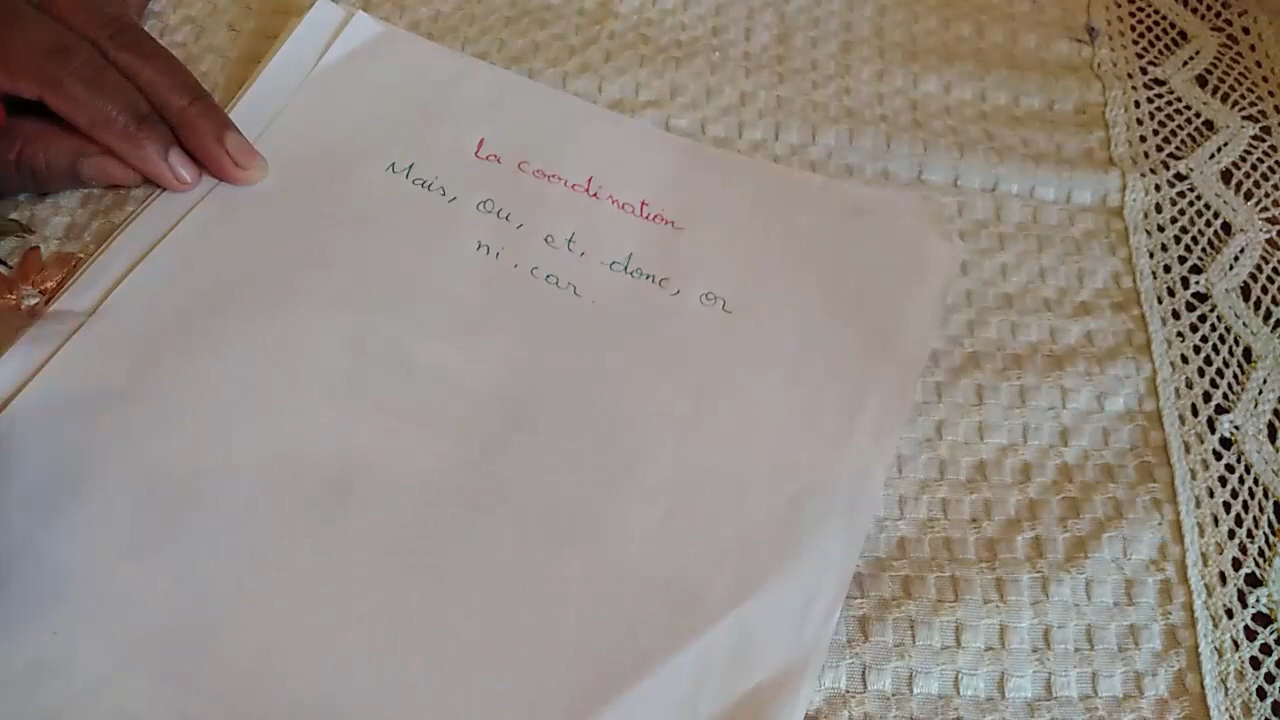 La coordination
Mais, ou, et, donc, or
ni, car.